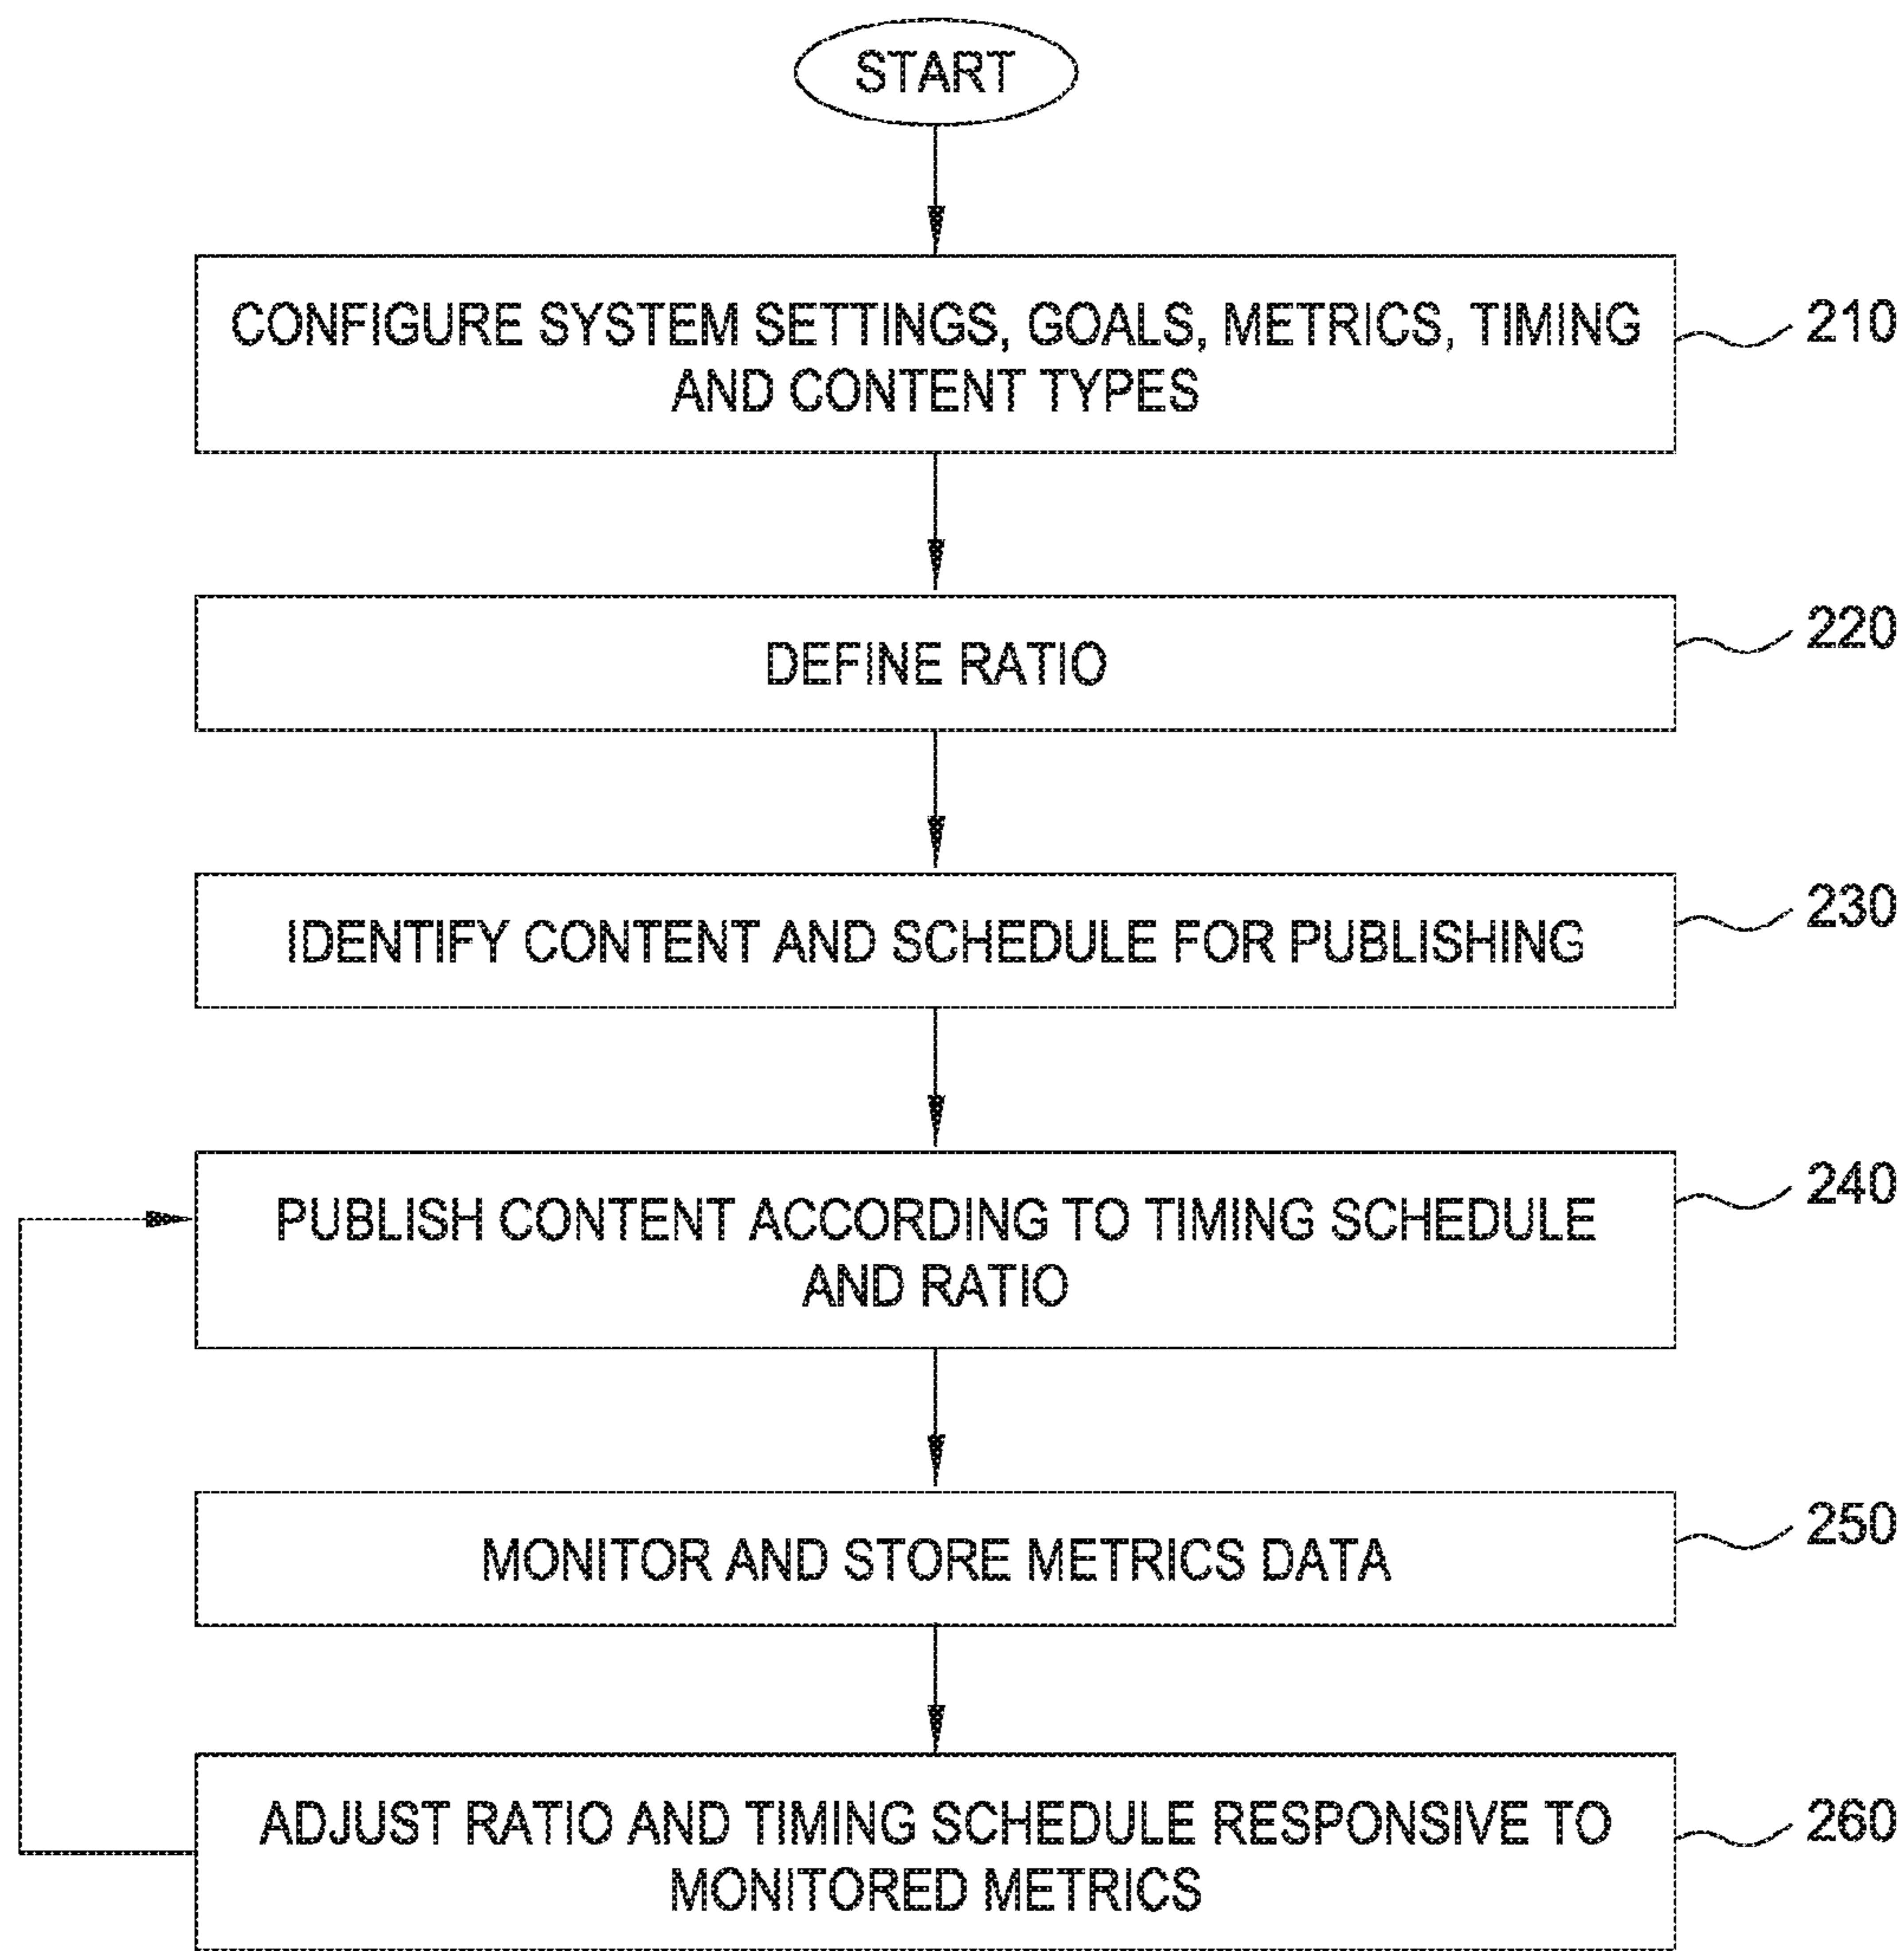 START
CONFIGURE SYSTEM SETTINGS, GOALS, METRICS, TIMING
AND CONTENT TYPES
210
DEFINE RATIO
220
IDENTIFY CONTENT AND SCHEDULE FOR PUBLISHING
230
PUBLISH CONTENT ACCORDING TO TIMING SCHEDULE
AND RATIO
240
MONITOR AND STORE METRICS DATA
250
ADJUST RATIO AND TIMING SCHEDULE RESPONSIVE TO
MONITORED METRICS
260